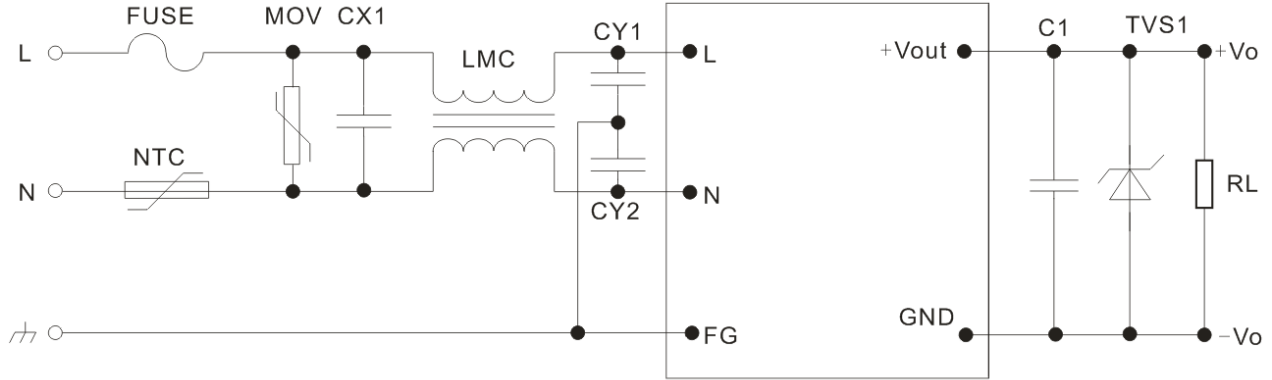 FUSE MOV CX1
L
LMC
CY1
L
+Vout
C1 TVS1
+Vo
NTC
N
CY2
N
RL
FG
GND
−Vo